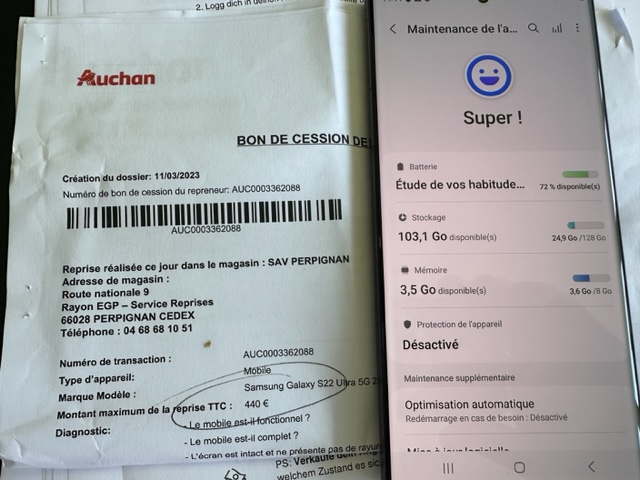 2. Logg dich in deinen
Auchan
BON DE CESSION DE
Création du dossier: 11/03/2023
Numéro de bon de cession du repreneur: AUC0003362088
AUC0003362088
Reprise réalisée ce jour dans le magasin : SAV PERPIGNAN
Adresse de magasin :
Route nationale 9
Rayon EGP – Service Reprises
66028 PERPIGNAN CEDEX
Téléphone : 04 68 68 10 51
Numéro de transaction : AUC0003362088
Type d'appareil: Mobile
Marque Modèle : Samsung Galaxy S22 Ultra 5G
Montant maximum de la reprise TTC : 440 €
Diagnostic: - Le mobile est-il fonctionnel ?
- Le mobile est-il complet ?
- L'écran est intact et ne présente pas de
PS: Verkaufe dein
welchem Zustand es
Maintenance de l'a...
Super !
Batterie
Étude de vos habitude...
72 % disponible(s)
Stockage
103,1 Go disponible(s)
24,9 Go /128 Go
Mémoire
3,5 Go disponible(s)
3,6 Go /8 Go
Protection de l'appareil
Désactivé
Maintenance supplémentaire
Optimisation automatique
Redémarrage en cas de besoin : Désactivé